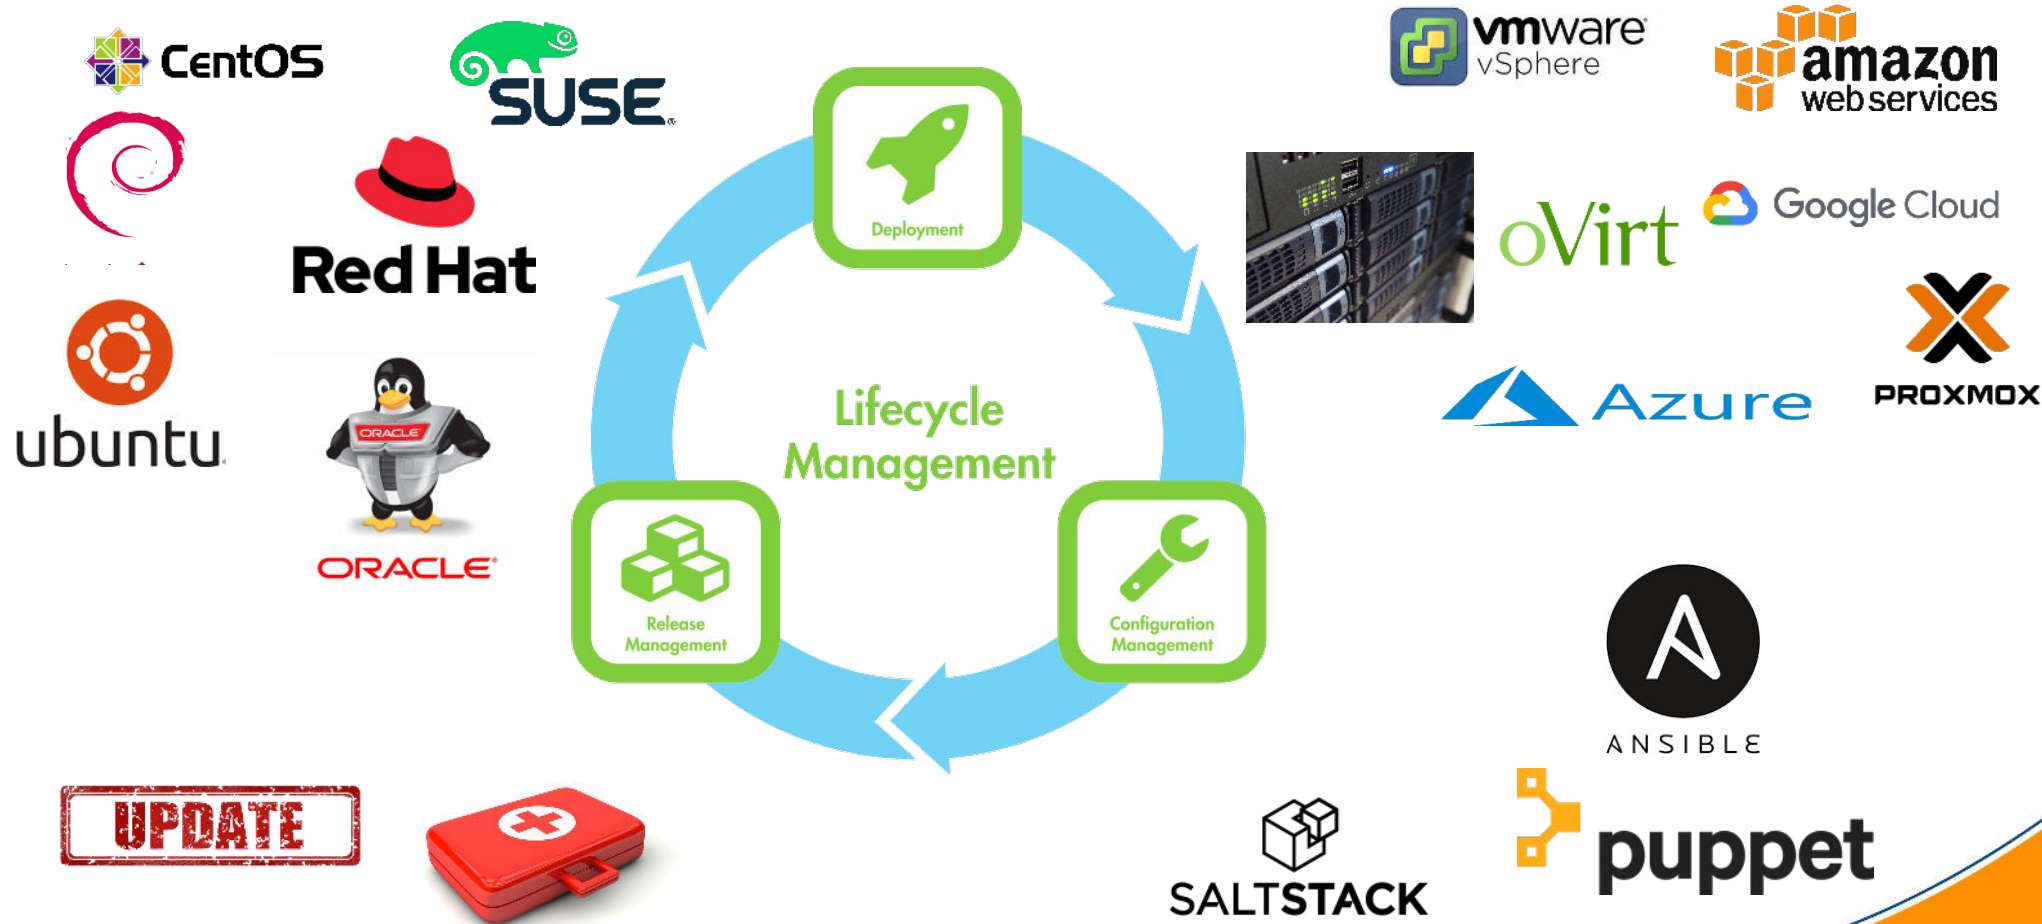 CentOS
SUSE
Red Hat
ubuntu
ORACLE
ORACLE
Deployment
Lifecycle
Management
Release
Management
Configuration
Management
vmware
vSphere
amazon
web services
oVirt
Google Cloud
Azure
PROXMOX
ANSIBLE
UPDATE
SALTSTACK
puppet